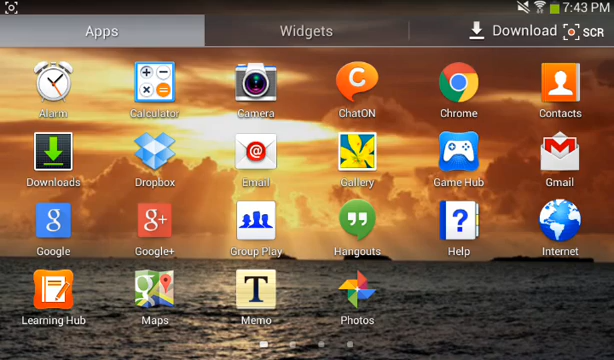 7:43 PM
Apps Widgets Download SCR
Alarm Calculator Camera ChatON Chrome Contacts
Downloads Dropbox Email Gallery Game Hub Gmail
Google Google+ Group Play Hangouts Help Internet
Learning Hub Maps Memo Photos